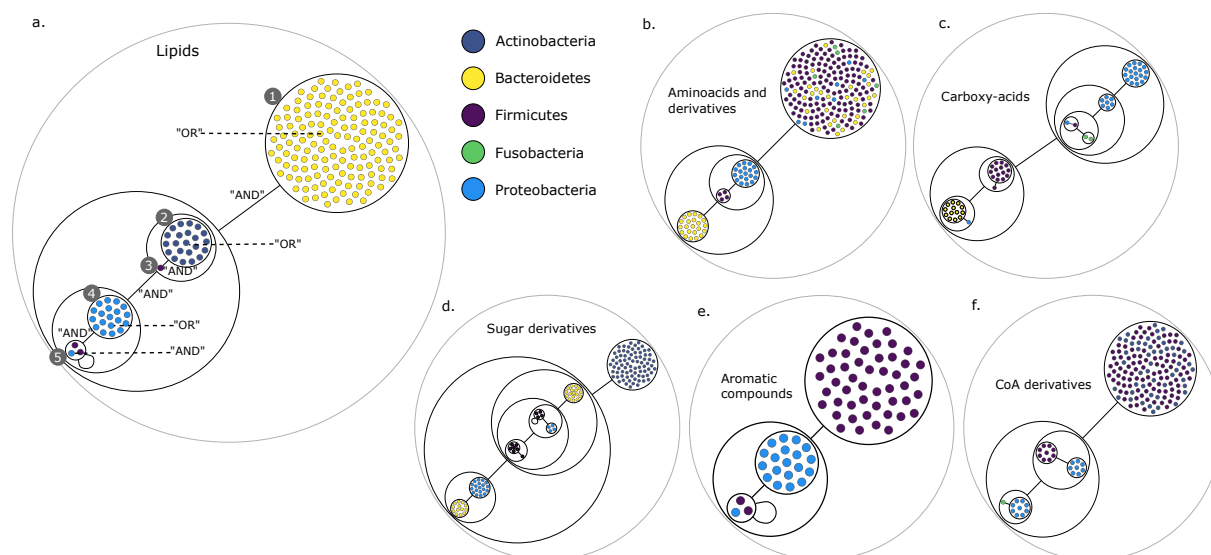 a.
Lipids
1
"OR"
"AND"
2
"OR"
3
"AND"
"AND"
4
"OR"
"AND"
"AND"
5
Actinobacteria
Bacteroidetes
Firmicutes
Fusobacteria
Proteobacteria
b.
Aminoacids and
derivatives
c.
Carboxy-acids
d.
Sugar derivatives
e.
Aromatic
compounds
f.
CoA derivatives